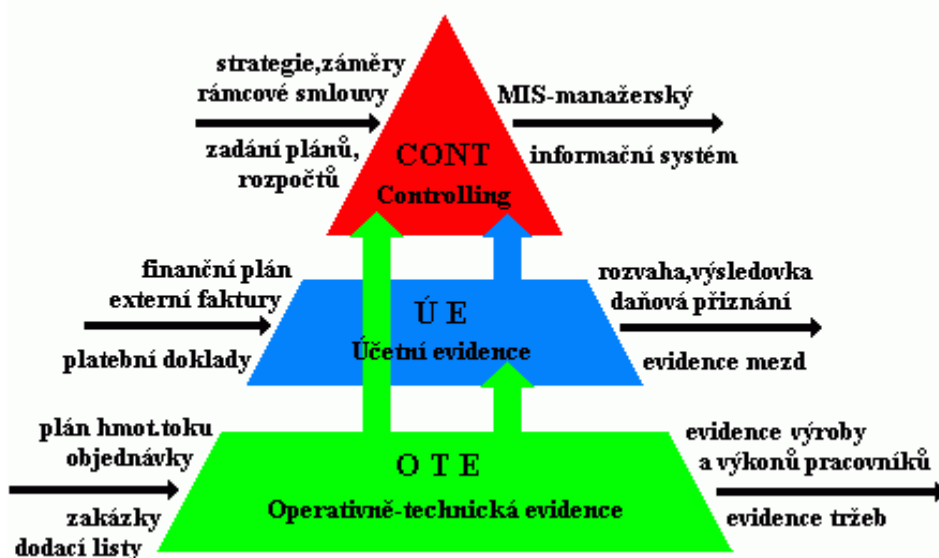 strategie,záměry
rámcové smlouvy
zadání plánů,
rozpočtů
CONT
Controlling
MIS-manažerský
informační systém
finanční plán
externí faktury
platební doklady
Ú E
Účetní evidence
rozvaha,výsledovka
daňová přiznání
evidence mezd
plán hmot.toku
objednávky
zakázky
dodací listy
O T E
Operativně-technická evidence
evidence výroby
a výkonů pracovníků
evidence tržeb